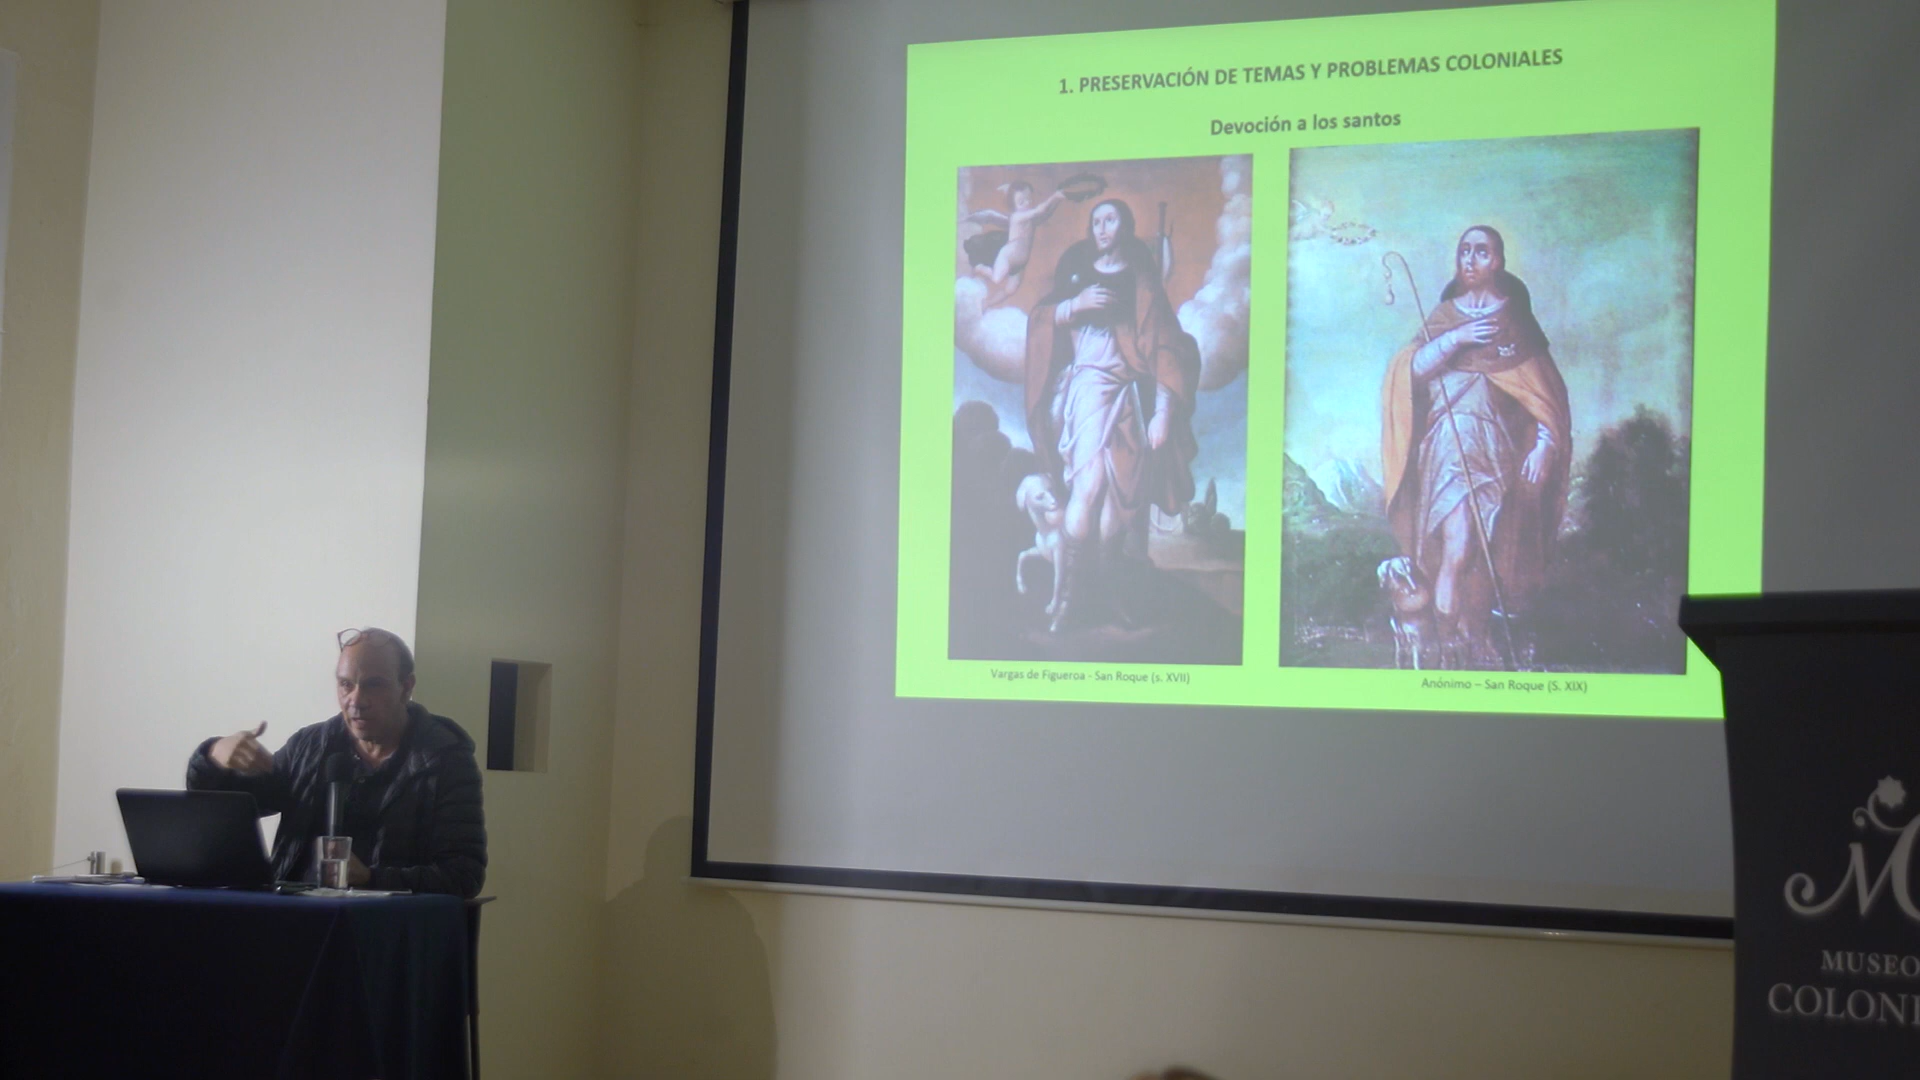 1. PRESERVACIÓN DE TEMAS Y PROBLEMAS COLONIALES
Devoción a los santos
Vargas de Figueroa - San Roque (s. XVII)
Anónimo – San Roque (S. XIX)
MUSEO
COLONI